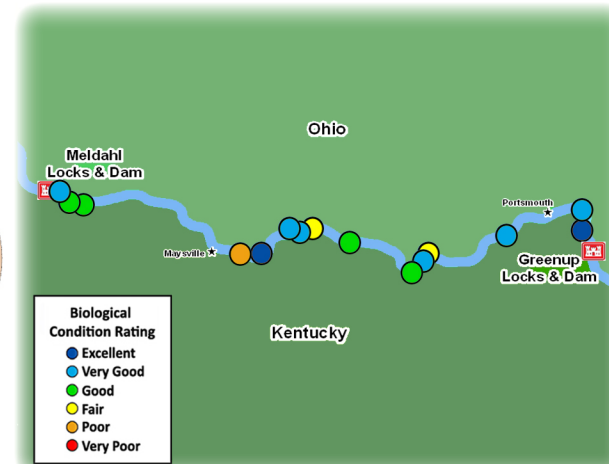 Ohio
Meldahl
Locks & Dam
Portsmouth
Maysville
Greenup
Locks & Dam
Kentucky
Biological
Condition Rating
Excellent
Very Good
Good
Fair
Poor
Very Poor